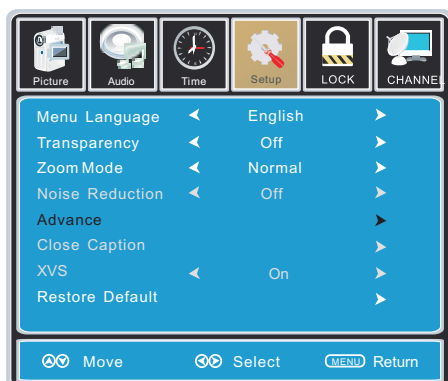 Picture Audio Time Setup LOCK CHANNEL
Menu Language English
Transparency Off
Zoom Mode Normal
Noise Reduction Off
Advance
Close Caption
XVS On
Restore Default
Move Select MENU Return